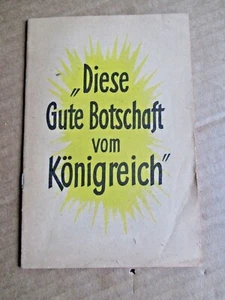 „Diese
Gute Botschaft
vom
Königreich"